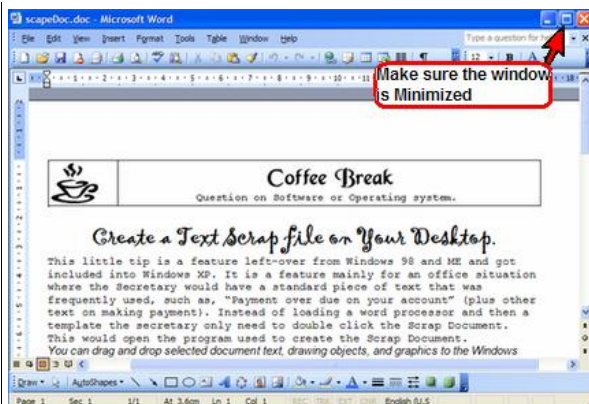 scapeDoc.doc - Microsoft Word
File Edit View Insert Format Tools Table Window Help Type a question for help
12 B A
Make sure the window
is Minimized
Coffee Break
Question on Software or Operating system.
Create a Text Scrap file on Your Desktop.
This little tip is a feature left-over from Windows 98 and ME and got
included into Windows XP. It is a feature mainly for an office situation
where the Secretary would have a standard piece of text that was
frequently used, such as, "Payment over due on your account" (plus other
text on making payment). Instead of loading a word processor and then a
template the secretary only need to double click the Scrap Document.
This would open the program used to create the Scrap Document.
You can drag and drop selected document text, drawing objects, and graphics to the Windows
Draw AutoShapes
Page 1 Sec 1 1/1 At 3.6cm Ln 1 Col 1 REC TRK EXT OVR English (U.S